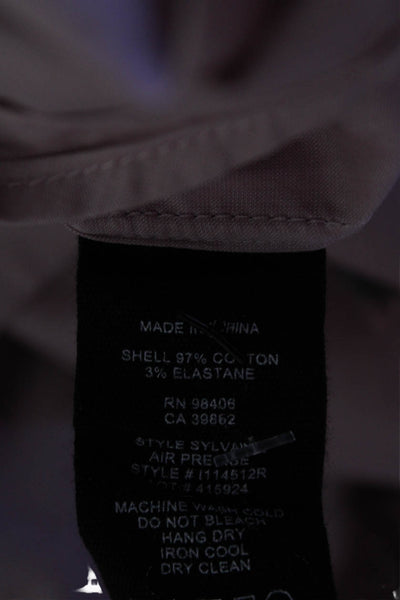 MADE IN CHINA
SHELL 97% COTTON
3% ELASTANE
RN 98406
CA 39862
STYLE SYLVAIN
AIR PRECISE
STYLE # I114512R
LOT # 415924
MACHINE WASH COLD
DO NOT BLEACH
HANG DRY
IRON COOL
DRY CLEAN